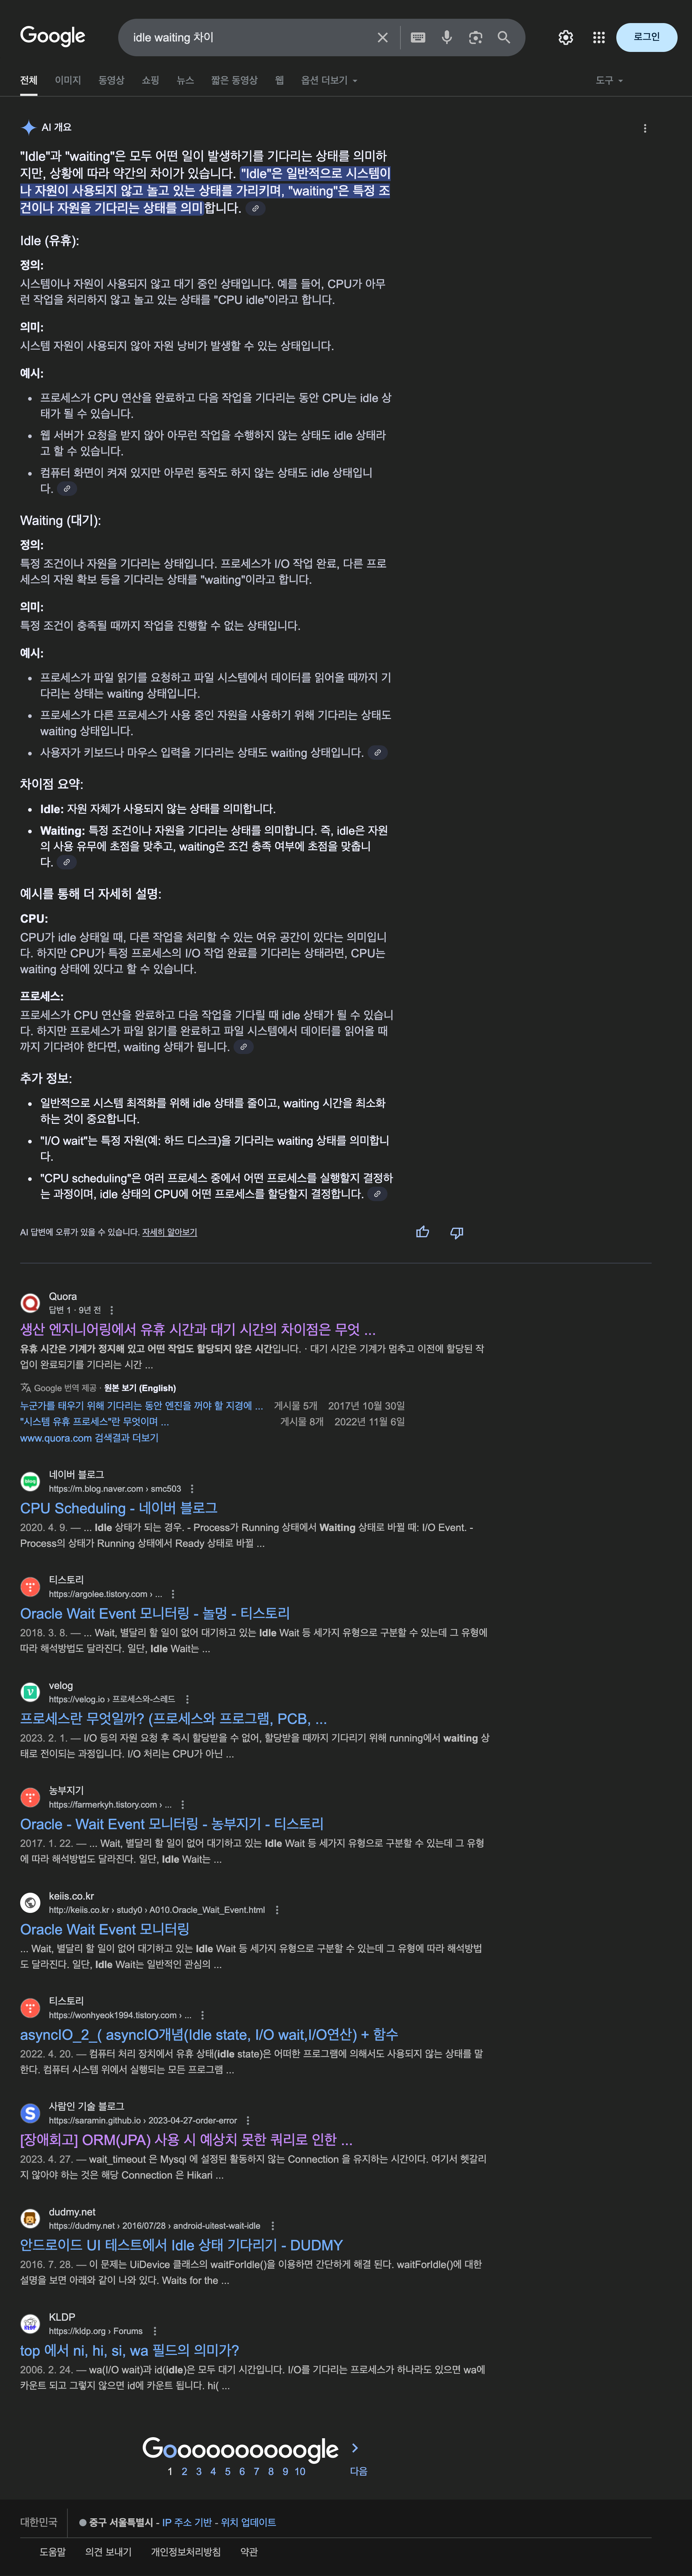 Google
idle waiting 차이
로그인
전체 이미지 동영상 쇼핑 뉴스 짧은 동영상 웹 옵션 더보기 도구
AI 개요
"Idle"과 "waiting"은 모두 어떤 일이 발생하기를 기다리는 상태를 의미하
지만, 상황에 따라 약간의 차이가 있습니다. "Idle"은 일반적으로 시스템이
나 자원이 사용되지 않고 놀고 있는 상태를 가리키며, "waiting"은 특정 조
건이나 자원을 기다리는 상태를 의미합니다.
Idle (유휴):
정의:
시스템이나 자원이 사용되지 않고 대기 중인 상태입니다. 예를 들어, CPU가 아무
런 작업을 처리하지 않고 놀고 있는 상태를 "CPU idle"이라고 합니다.
의미:
시스템 자원이 사용되지 않아 자원 낭비가 발생할 수 있는 상태입니다.
예시:
• 프로세스가 CPU 연산을 완료하고 다음 작업을 기다리는 동안 CPU는 idle 상
태가 될 수 있습니다.
• 웹 서버가 요청을 받지 않아 아무런 작업을 수행하지 않는 상태도 idle 상태라
고 할 수 있습니다.
• 컴퓨터 화면이 켜져 있지만 아무런 동작도 하지 않는 상태도 idle 상태입니
다.
Waiting (대기):
정의:
특정 조건이나 자원을 기다리는 상태입니다. 프로세스가 I/O 작업 완료, 다른 프로
세스의 자원 확보 등을 기다리는 상태를 "waiting"이라고 합니다.
의미:
특정 조건이 충족될 때까지 작업을 진행할 수 없는 상태입니다.
예시:
• 프로세스가 파일 읽기를 요청하고 파일 시스템에서 데이터를 읽어올 때까지 기
다리는 상태는 waiting 상태입니다.
• 프로세스가 다른 프로세스가 사용 중인 자원을 사용하기 위해 기다리는 상태도
waiting 상태입니다.
• 사용자가 키보드나 마우스 입력을 기다리는 상태도 waiting 상태입니다.
차이점 요약:
• Idle: 자원 자체가 사용되지 않는 상태를 의미합니다.
• Waiting: 특정 조건이나 자원을 기다리는 상태를 의미합니다. 즉, idle은 자원
의 사용 유무에 초점을 맞추고, waiting은 조건 충족 여부에 초점을 맞춥니
다.
예시를 통해 더 자세히 설명:
CPU:
CPU가 idle 상태일 때, 다른 작업을 처리할 수 있는 여유 공간이 있다는 의미입니
다. 하지만 CPU가 특정 프로세스의 I/O 작업 완료를 기다리는 상태라면, CPU는
waiting 상태에 있다고 할 수 있습니다.
프로세스:
프로세스가 CPU 연산을 완료하고 다음 작업을 기다릴 때 idle 상태가 될 수 있습니
다. 하지만 프로세스가 파일 읽기를 완료하고 파일 시스템에서 데이터를 읽어올 때
까지 기다려야 한다면, waiting 상태가 됩니다.
추가 정보:
• 일반적으로 시스템 최적화를 위해 idle 상태를 줄이고, waiting 시간을 최소화
하는 것이 중요합니다.
• "I/O wait"는 특정 자원(예: 하드 디스크)을 기다리는 waiting 상태를 의미합니
다.
• "CPU scheduling"은 여러 프로세스 중에서 어떤 프로세스를 실행할지 결정하
는 과정이며, idle 상태의 CPU에 어떤 프로세스를 할당할지 결정합니다.
AI 답변에 오류가 있을 수 있습니다. 자세히 알아보기
Quora
답변 1 · 9년 전
생산 엔지니어링에서 유휴 시간과 대기 시간의 차이점은 무엇 ...
유휴 시간은 기계가 정지해 있고 어떤 작업도 할당되지 않은 시간입니다. · 대기 시간은 기계가 멈추고 이전에 할당된 작
업이 완료되기를 기다리는 시간 ...
Google 번역 제공 · 원본 보기 (English)
누군가를 태우기 위해 기다리는 동안 엔진을 꺼야 할 지경에 ... 게시물 5개 2017년 10월 30일
"시스템 유휴 프로세스"란 무엇이며 ... 게시물 8개 2022년 11월 6일
www.quora.com 검색결과 더보기
blog
네이버 블로그
https://m.blog.naver.com › smc503
CPU Scheduling - 네이버 블로그
2020. 4. 9. — ... Idle 상태가 되는 경우. - Process가 Running 상태에서 Waiting 상태로 바뀔 때: I/O Event. -
Process의 상태가 Running 상태에서 Ready 상태로 바뀔 ...
티스토리
https://argolee.tistory.com › ...
Oracle Wait Event 모니터링 - 놀멍 - 티스토리
2018. 3. 8. — ... Wait, 별달리 할 일이 없어 대기하고 있는 Idle Wait 등 세가지 유형으로 구분할 수 있는데 그 유형에
따라 해석방법도 달라진다. 일단, Idle Wait는 ...
velog
https://velog.io › 프로세스와-스레드
프로세스란 무엇일까? (프로세스와 프로그램, PCB, ...
2023. 2. 1. — I/O 등의 자원 요청 후 즉시 할당받을 수 없어, 할당받을 때까지 기다리기 위해 running에서 waiting 상
태로 전이되는 과정입니다. I/O 처리는 CPU가 아닌 ...
농부지기
https://farmerkyh.tistory.com › ...
Oracle - Wait Event 모니터링 - 농부지기 - 티스토리
2017. 1. 22. — ... Wait, 별달리 할 일이 없어 대기하고 있는 Idle Wait 등 세가지 유형으로 구분할 수 있는데 그 유형
에 따라 해석방법도 달라진다. 일단, Idle Wait는 ...
keiis.co.kr
http://keiis.co.kr › study0 › A010.Oracle_Wait_Event.html
Oracle Wait Event 모니터링
... Wait, 별달리 할 일이 없어 대기하고 있는 Idle Wait 등 세가지 유형으로 구분할 수 있는데 그 유형에 따라 해석방법
도 달라진다. 일단, Idle Wait는 일반적인 관심의 ...
티스토리
https://wonhyeok1994.tistory.com › ...
asyncIO_2_( asyncIO개념(Idle state, I/O wait,I/O연산) + 함수
2022. 4. 20. — 컴퓨터 처리 장치에서 유휴 상태(idle state)은 어떠한 프로그램에 의해서도 사용되지 않는 상태를 말
한다. 컴퓨터 시스템 위에서 실행되는 모든 프로그램 ...
사람인 기술 블로그
https://saramin.github.io › 2023-04-27-order-error
[장애회고] ORM(JPA) 사용 시 예상치 못한 쿼리로 인한 ...
2023. 4. 27. — wait_timeout 은 Mysql 에 설정된 활동하지 않는 Connection 을 유지하는 시간이다. 여기서 헷갈리
지 않아야 하는 것은 해당 Connection 은 Hikari ...
dudmy.net
https://dudmy.net › 2016/07/28 › android-uitest-wait-idle
안드로이드 UI 테스트에서 Idle 상태 기다리기 - DUDMY
2016. 7. 28. — 이 문제는 UiDevice 클래스의 waitForIdle()을 이용하면 간단하게 해결 된다. waitForIdle()에 대한
설명을 보면 아래와 같이 나와 있다. Waits for the ...
KLDP
https://kldp.org › Forums
top 에서 ni, hi, si, wa 필드의 의미가?
2006. 2. 24. — wa(I/O wait)과 id(idle)은 모두 대기 시간입니다. I/O를 기다리는 프로세스가 하나라도 있으면 wa에
카운트 되고 그렇지 않으면 id에 카운트 됩니다. hi( ...
Goooooooooogle
1 2 3 4 5 6 7 8 9 10 다음
대한민국 중구 서울특별시 - IP 주소 기반 - 위치 업데이트
도움말 의견 보내기 개인정보처리방침 약관